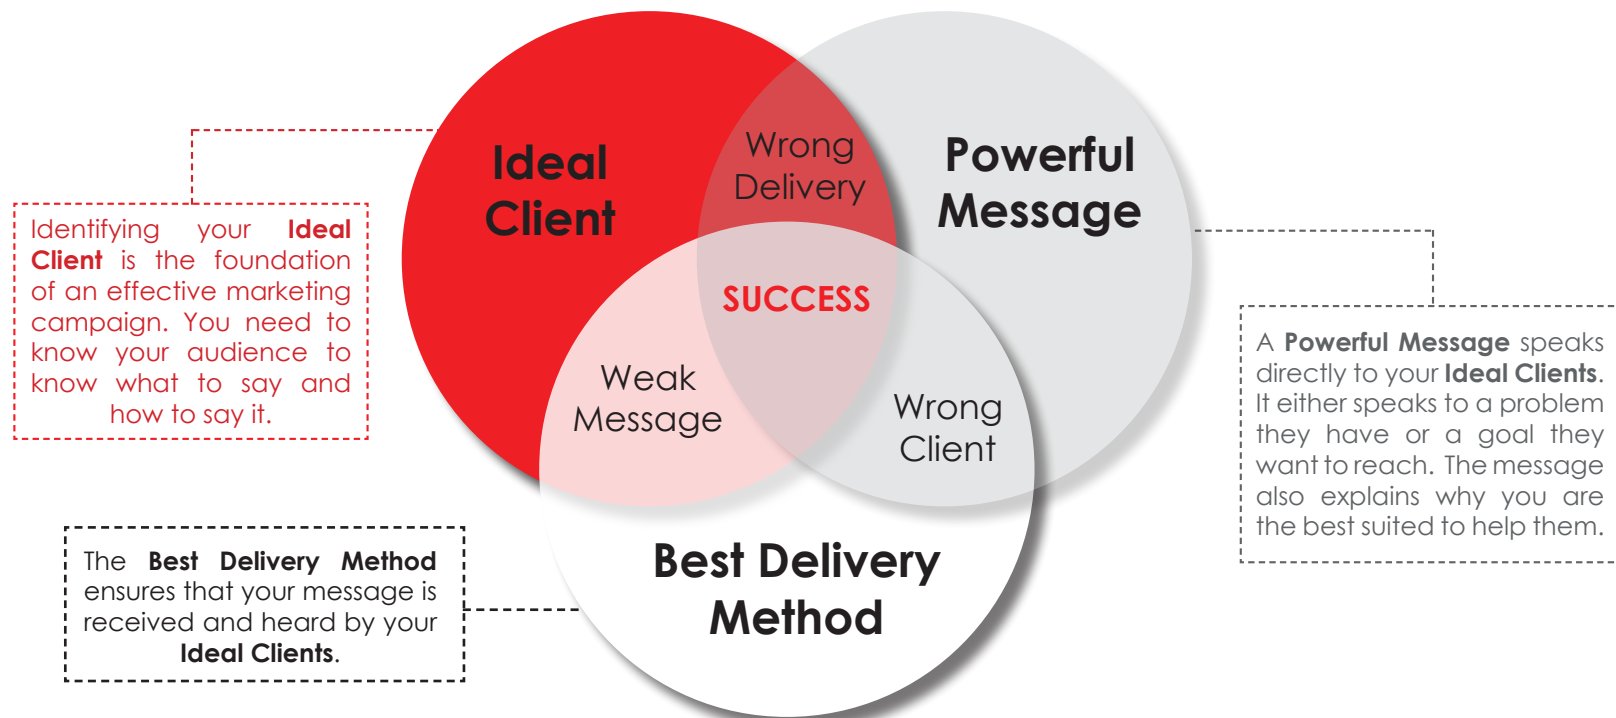 Ideal
Client
Wrong
Delivery
Powerful
Message
SUCCESS
Weak
Message
Wrong
Client
Best Delivery
Method
Identifying your Ideal
Client is the foundation
of an effective marketing
campaign. You need to
know your audience to
know what to say and
how to say it.
A Powerful Message speaks
directly to your Ideal Clients.
It either speaks to a problem
they have or a goal they
want to reach. The message
also explains why you are
the best suited to help them.
The Best Delivery Method
ensures that your message is
received and heard by your
Ideal Clients.